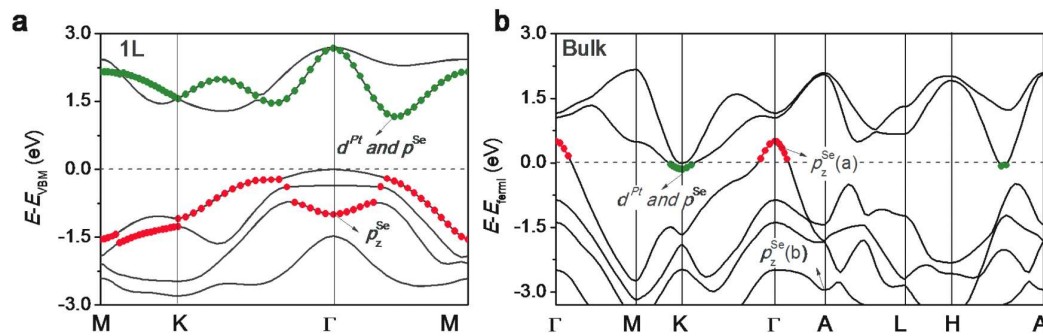 a
1L
3.0
1.5
0.0
-1.5
-3.0
E-E_VBM (eV)
d^Pt and p^Se
p_z^Se
M K Γ M
b
Bulk
3.0
1.5
0.0
-1.5
-3.0
E-E_fermI (eV)
p_z^Se(a)
d^Pt and p^Se
p_z^Se(b)
Γ M K Γ A L H A